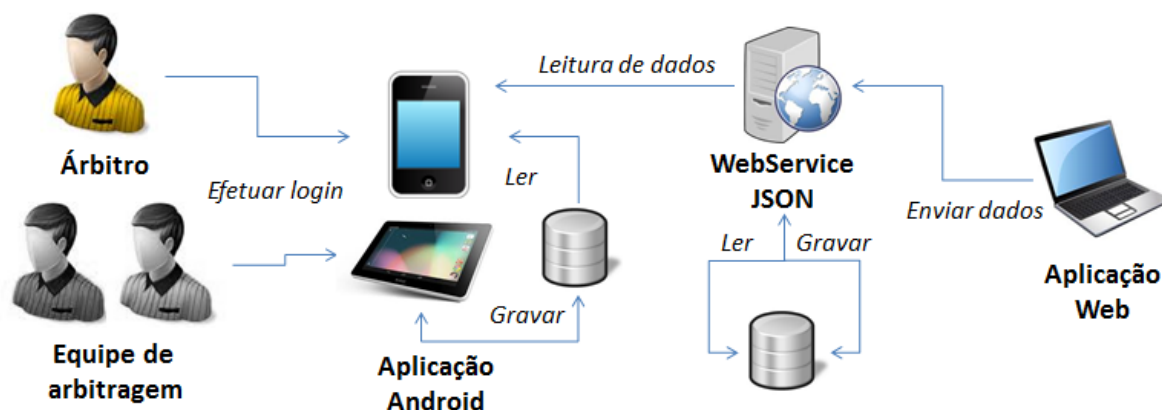 Árbitro
Efetuar login
Equipe de
arbitragem
Leitura de dados
Ler
Gravar
Aplicação
Android
WebService
JSON
Ler
Gravar
Enviar dados
Aplicação
Web